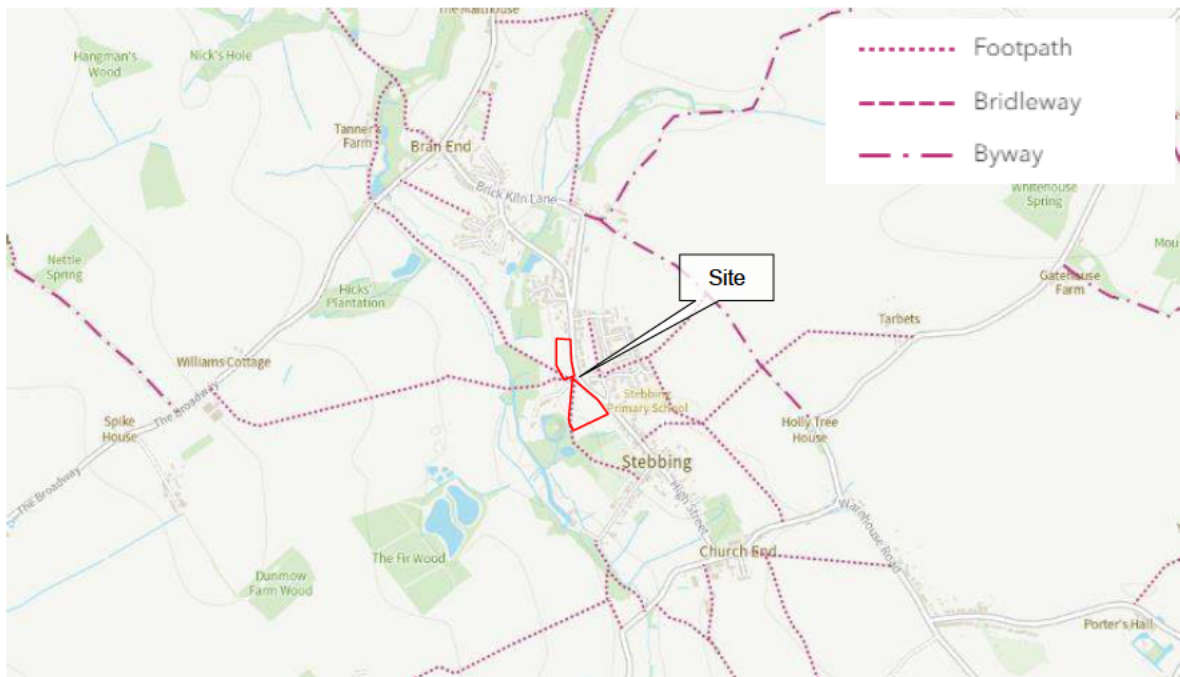 The Malthouse
Hangman's
Wood
Nick's Hole
Footpath
Bridleway
Byway
Tanner's
Farm
Bran End
Brick Kiln Lane
Whitehouse
Spring
Nettle
Spring
Hicks'
Plantation
Site
Gatehouse
Farm
Tarbets
Williams Cottage
The Broadway
Stebbing
Primary School
Spike
House
Holly Tree
House
Stebbing
The Broadway
High Street
Warehouse Road
The Fir Wood
Church End
Dunmow
Farm Wood
Porter's Hall